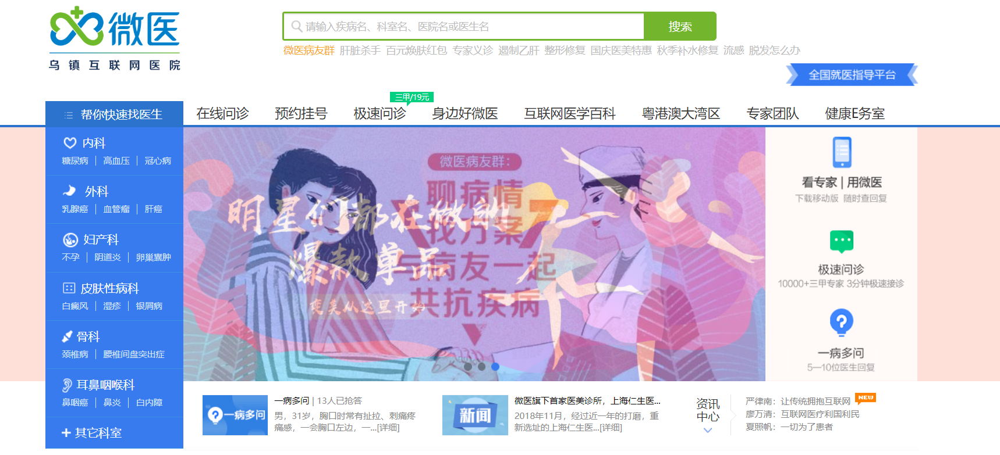 微医
乌镇互联网医院
请输入疾病名、科室名、医院名或医生名
搜索
微医病友群 肝脏杀手 百元焕肤红包 专家义诊 遏制乙肝 整形修复 国庆医美特惠 秋季补水修复 流感 脱发怎么办
全国就医指导平台
三甲/19元
帮你快速找医生
在线问诊 预约挂号 极速问诊 身边好微医 互联网医学百科 粤港澳大湾区 专家团队 健康E务室
内科
糖尿病 | 高血压 | 冠心病
外科
乳腺癌 | 血管瘤 | 肝癌
妇产科
不孕 | 阴道炎 | 卵巢囊肿
皮肤性病科
白癜风 | 湿疹 | 银屑病
骨科
颈椎病 | 腰椎间盘突出症
耳鼻咽喉科
鼻咽癌 | 鼻炎 | 白内障
其它科室
微医病友群：
聊病情
找方案
与病友一起
共抗疾病
明星们都在做的
爆款单品
变美从这里开始
看专家 | 用微医
下载移动版 随时查回复
极速问诊
10000+三甲专家 3分钟极速接诊
一病多问
5—10位医生回复
一病多问
一病多问 | 13人已抢答
男，31岁，胸口时常有扯拉、刺痛疼
痛感，一会胸口左边，一...[详细]
新闻
微医旗下首家医美诊所，上海仁生医...
2018年11月，经过近一年的打磨，重
新选址的上海仁生医...[详细]
资讯
中心
严律南：让传统拥抱互联网 NEW
廖万清：互联网医疗利国利民
夏照帆：一切为了患者